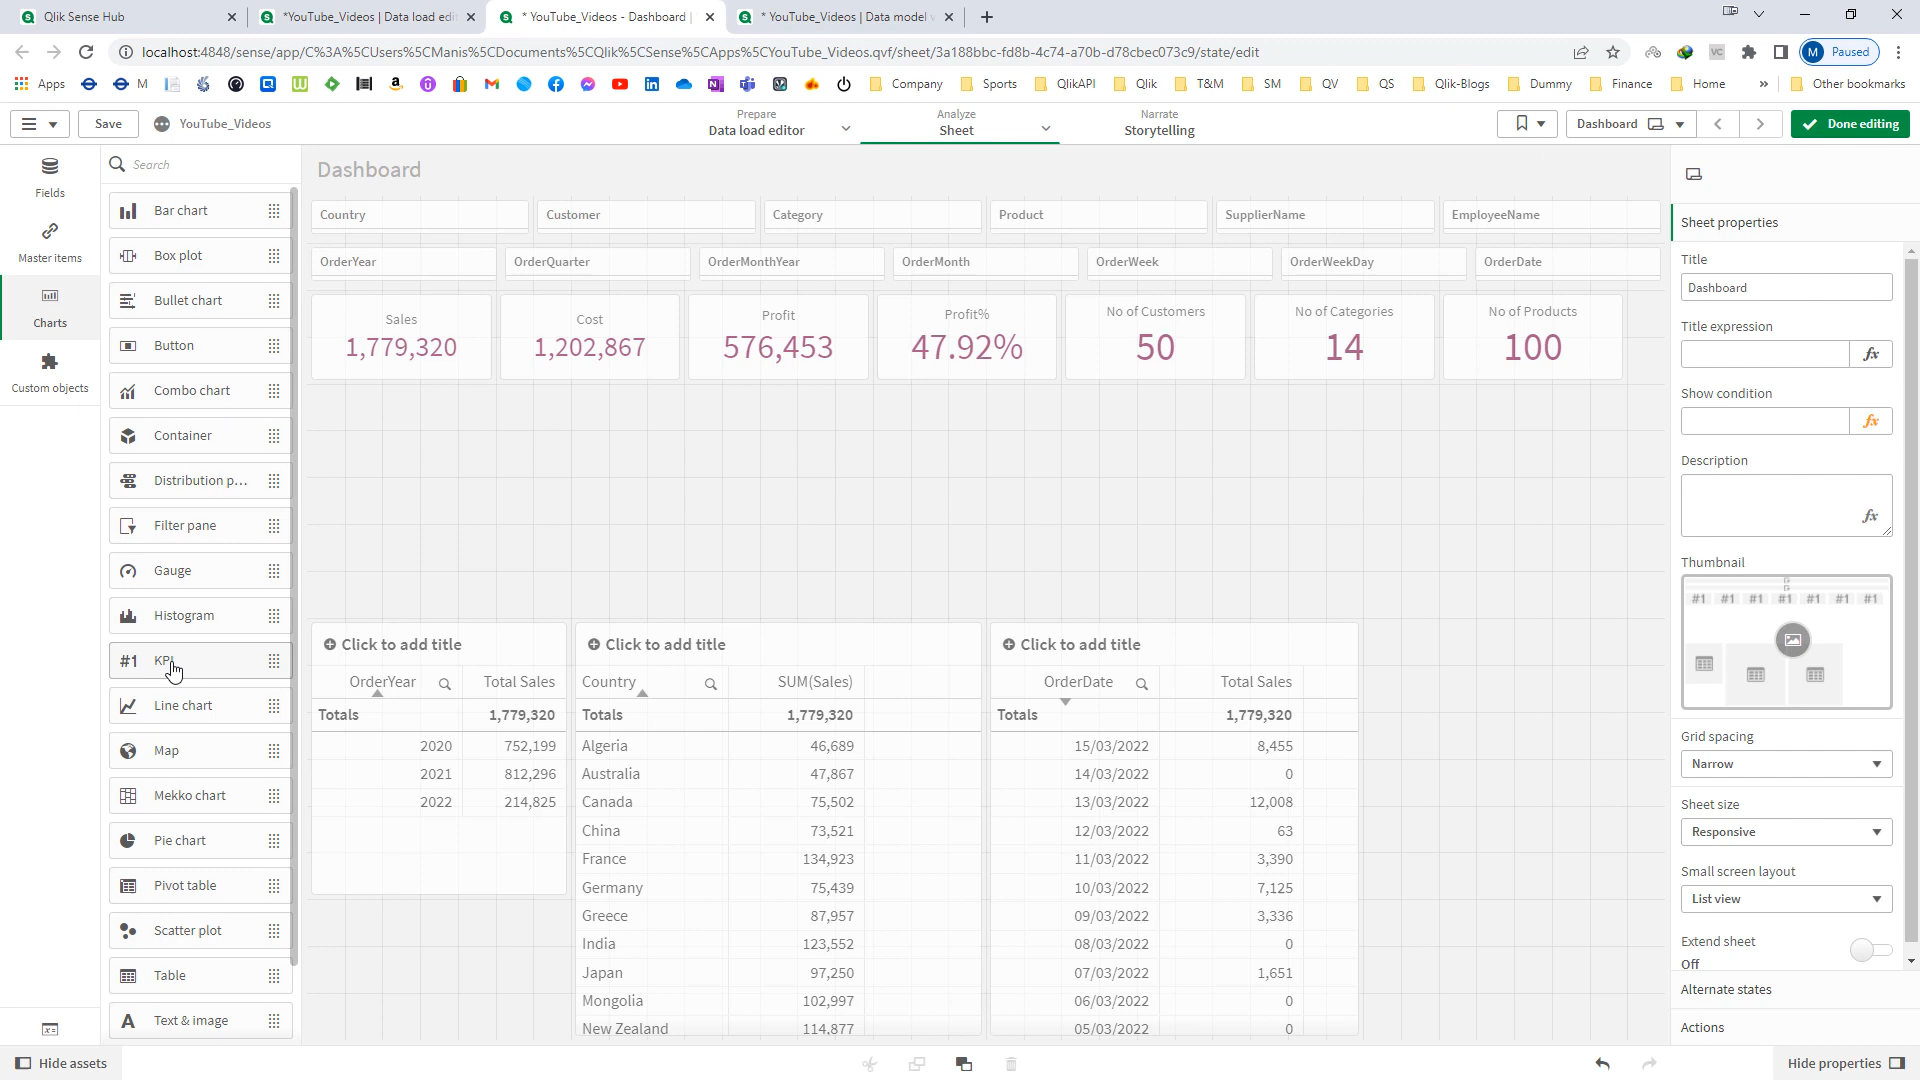 Qlik Sense Hub
*YouTube_Videos | Data load edi
* YouTube_Videos - Dashboard |
* YouTube_Videos | Data model v
localhost:4848/sense/app/C%3A%5CUsers%5CManis%5CDocuments%5CQlik%5CSense%5CApps%5CYouTube_Videos.qvf/sheet/3a188bbc-fd8b-4c74-a70b-d78cbec073c9/state/edit
M Paused
Apps M Company Sports QlikAPI Qlik T&M SM QV QS Qlik-Blogs Dummy Finance Home » Other bookmarks
Save
YouTube_Videos
Prepare
Data load editor
Analyze
Sheet
Narrate
Storytelling
Dashboard
Done editing
Fields
Master items
Charts
Custom objects
Search
Bar chart
Box plot
Bullet chart
Button
Combo chart
Container
Distribution p...
Filter pane
Gauge
Histogram
#1 KPI
Line chart
Map
Mekko chart
Pie chart
Pivot table
Scatter plot
Table
A Text & image
Dashboard
Country Customer Category Product SupplierName EmployeeName
OrderYear OrderQuarter OrderMonthYear OrderMonth OrderWeek OrderWeekDay OrderDate
Sales
1,779,320
Cost
1,202,867
Profit
576,453
Profit%
47.92%
No of Customers
50
No of Categories
14
No of Products
100
Click to add title
OrderYear Total Sales
Totals 1,779,320
2020 752,199
2021 812,296
2022 214,825
Click to add title
Country SUM(Sales)
Totals 1,779,320
Algeria 46,689
Australia 47,867
Canada 75,502
China 73,521
France 134,923
Germany 75,439
Greece 87,957
India 123,552
Japan 97,250
Mongolia 102,997
New Zealand 114,877
Click to add title
OrderDate Total Sales
Totals 1,779,320
15/03/2022 8,455
14/03/2022 0
13/03/2022 12,008
12/03/2022 63
11/03/2022 3,390
10/03/2022 7,125
09/03/2022 3,336
08/03/2022 0
07/03/2022 1,651
06/03/2022 0
05/03/2022 0
Sheet properties
Title
Dashboard
Title expression
fx
Show condition
fx
Description
fx
Thumbnail
#1 #1 #1 #1 #1 #1 #1
Grid spacing
Narrow
Sheet size
Responsive
Small screen layout
List view
Extend sheet
Off
Alternate states
Actions
Hide assets
Hide properties